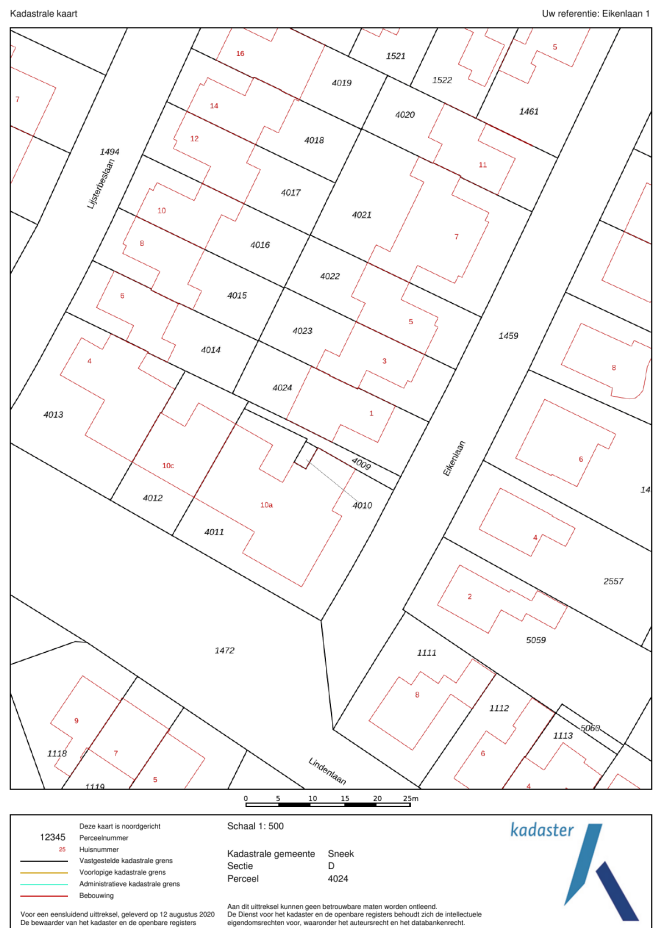 Kadastrale kaart
Uw referentie: Eikenlaan 1
16
1521
5
4019
1522
7
14
4020
1461
12
4018
1494
11
Lijsterbeslaan
4017
10
4021
7
8
4016
4022
6
4015
5
4023
1459
4014
3
4
8
4024
4013
1
4009
Eikenlaan
6
10c
14
4012
10a
4010
4011
4
2557
2
5059
1472
1111
8
1112
9
5060
1113
1118
7
6
Lindenlaan
5
1119
4
0 5 10 15 20 25m
Deze kaart is noordgericht
12345 Perceelnummer
25 Huisnummer
Vastgestelde kadastrale grens
Voorlopige kadastrale grens
Administratieve kadastrale grens
Bebouwing
Voor een eensluidend uittreksel, geleverd op 12 augustus 2020
De bewaarder van het kadaster en de openbare registers
Schaal 1: 500
Kadastrale gemeente Sneek
Sectie D
Perceel 4024
Aan dit uittreksel kunnen geen betrouwbare maten worden ontleend.
De Dienst voor het kadaster en de openbare registers behoudt zich de intellectuele
eigendomsrechten voor, waaronder het auteursrecht en het databankenrecht.
kadaster